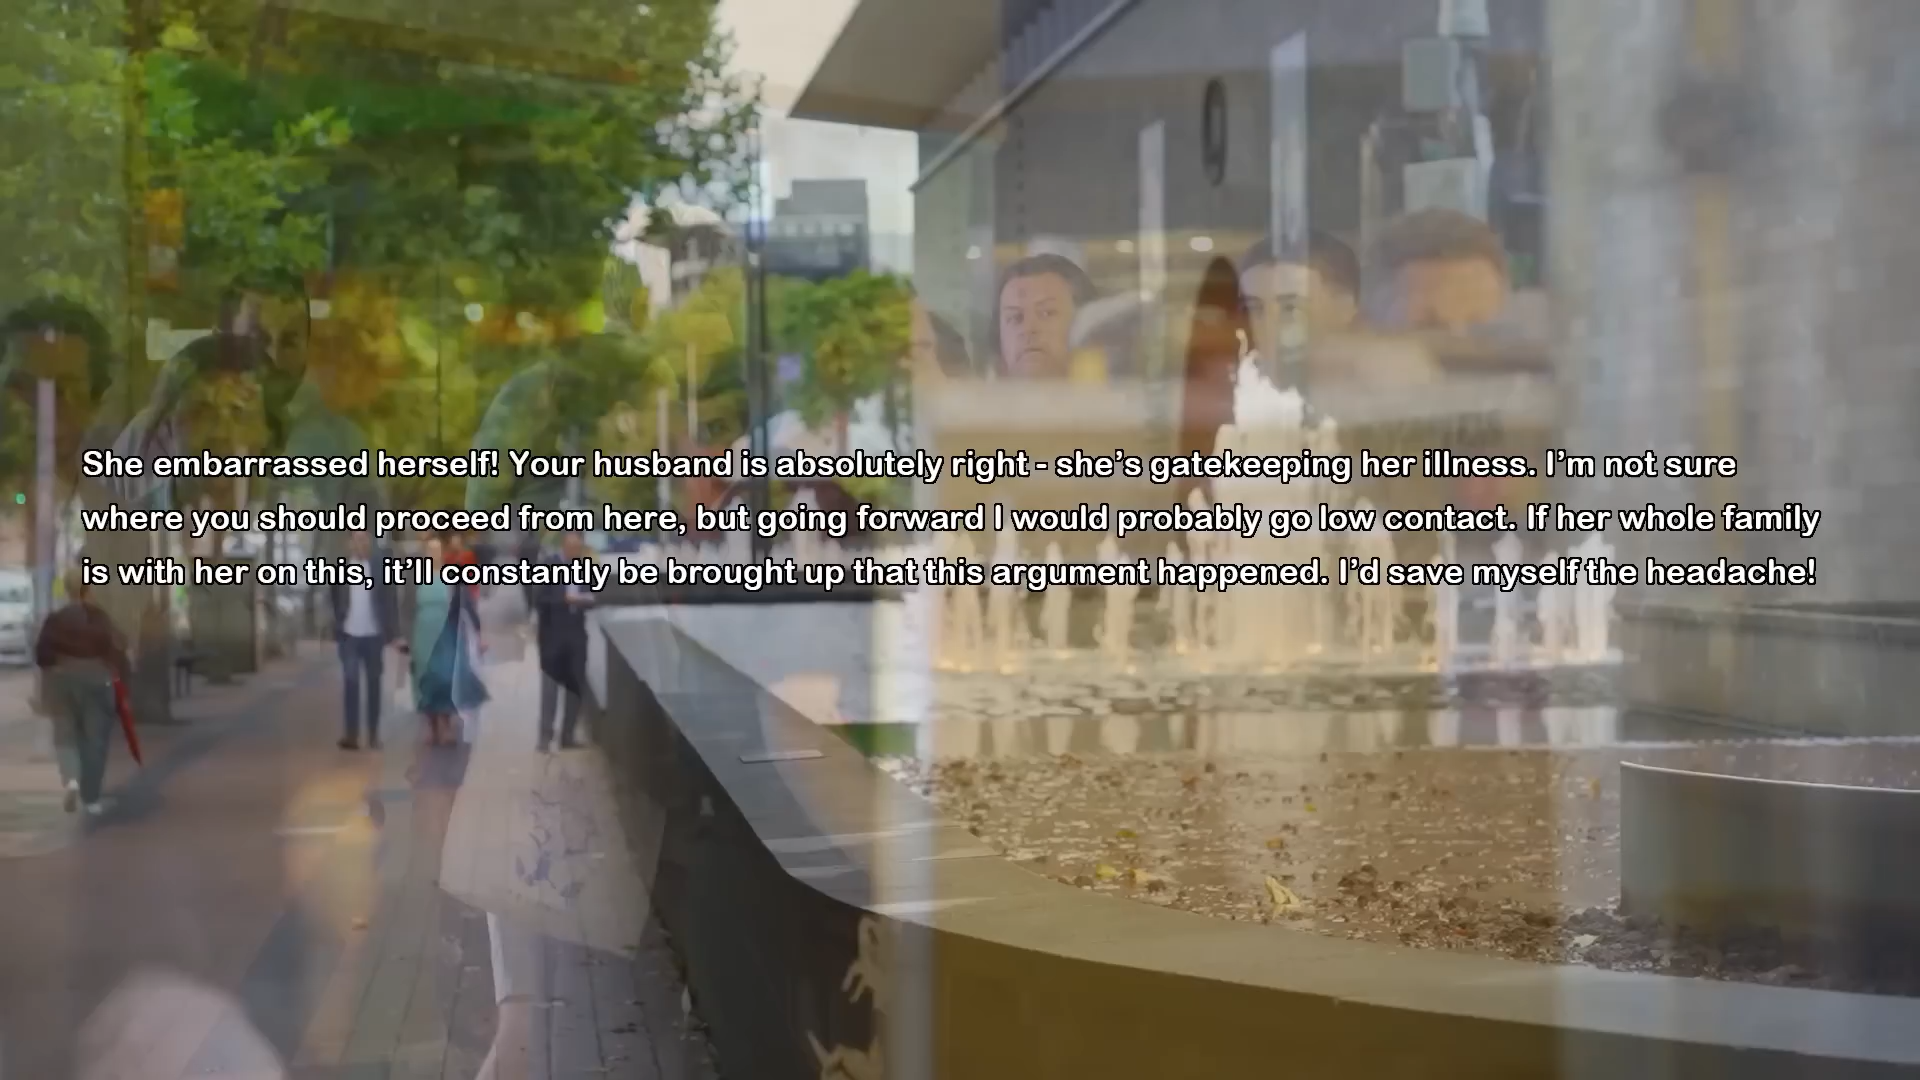 She embarrassed herself! Your husband is absolutely right - she’s gatekeeping her illness. I’m not sure
where you should proceed from here, but going forward I would probably go low contact. If her whole family
is with her on this, it’ll constantly be brought up that this argument happened. I’d save myself the headache!